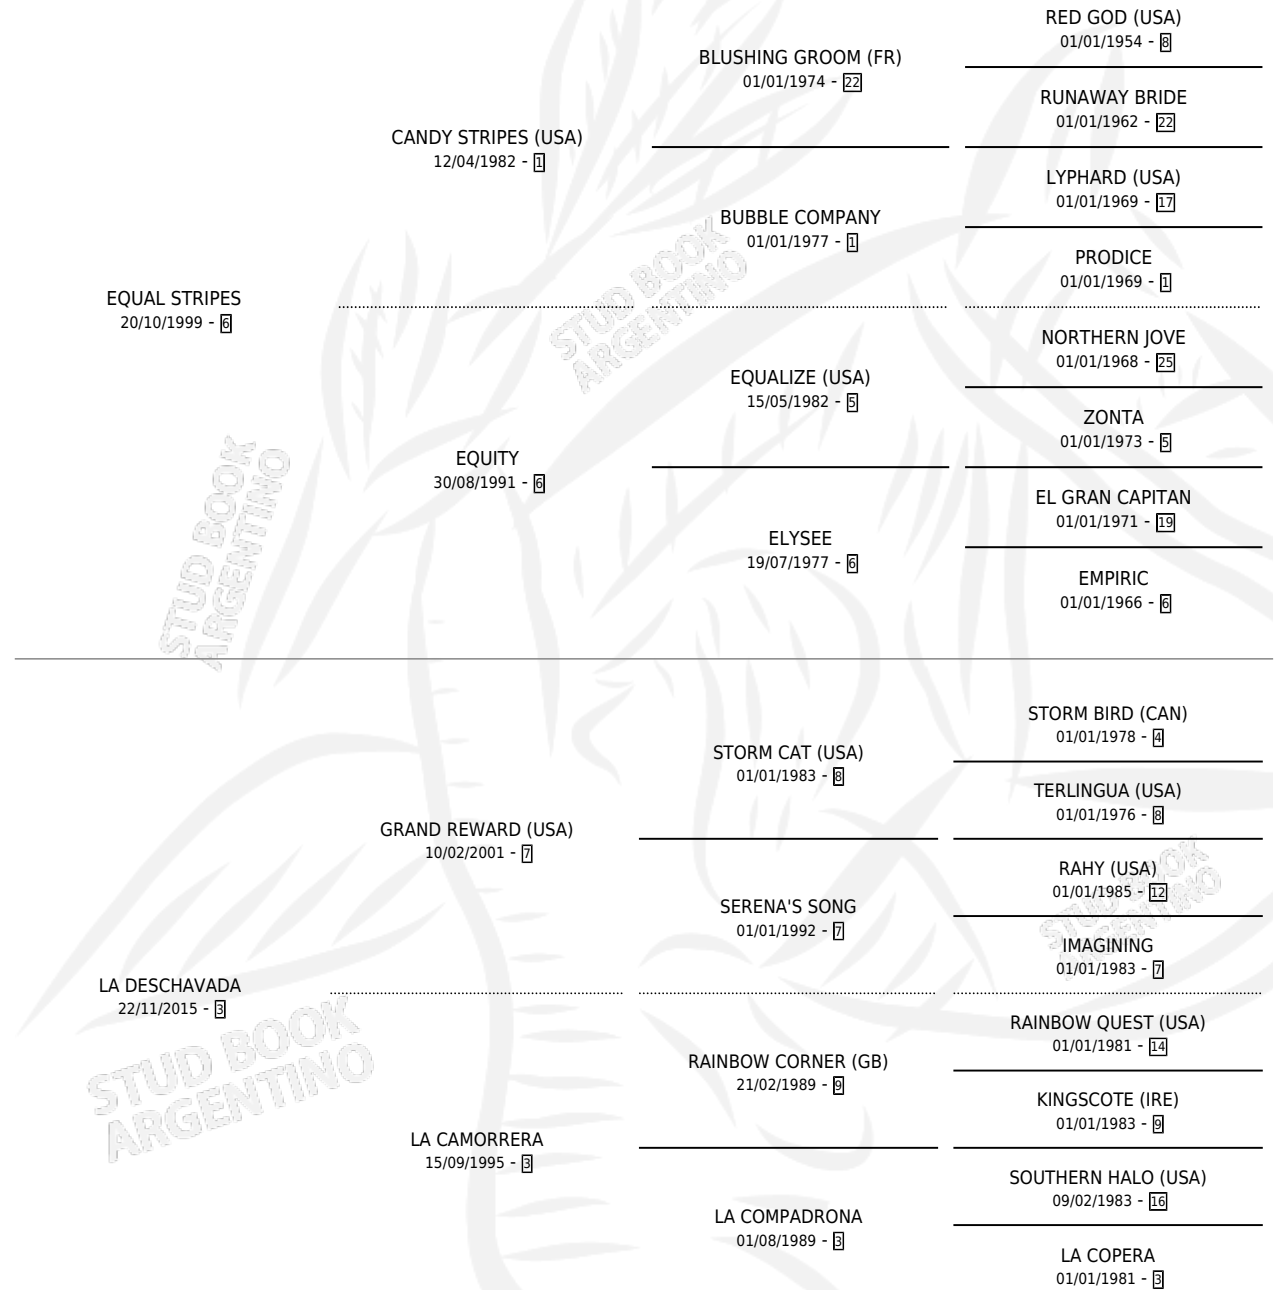 RED GOD (USA)
01/01/1954 - 8
BLUSHING GROOM (FR)
01/01/1974 - 22
RUNAWAY BRIDE
01/01/1962 - 22
CANDY STRIPES (USA)
12/04/1982 - 1
LYPHARD (USA)
01/01/1969 - 17
BUBBLE COMPANY
01/01/1977 - 1
PRODICE
01/01/1969 - 1
EQUAL STRIPES
20/10/1999 - 6
STUD BOOK
ARGENTINO
NORTHERN JOVE
01/01/1968 - 25
EQUALIZE (USA)
15/05/1982 - 5
ZONTA
01/01/1973 - 5
EQUITY
30/08/1991 - 6
EL GRAN CAPITAN
01/01/1971 - 19
ELYSEE
19/07/1977 - 6
EMPIRIC
01/01/1966 - 6
STUD BOOK
ARGENTINO
STORM BIRD (CAN)
01/01/1978 - 4
STORM CAT (USA)
01/01/1983 - 8
TERLINGUA (USA)
01/01/1976 - 8
GRAND REWARD (USA)
10/02/2001 - 7
RAHY (USA)
01/01/1985 - 12
STUD BOOK
ARGENTINO
SERENA'S SONG
01/01/1992 - 7
IMAGINING
01/01/1983 - 7
LA DESCHAVADA
22/11/2015 - 3
STUD BOOK
ARGENTINO
RAINBOW QUEST (USA)
01/01/1981 - 14
RAINBOW CORNER (GB)
21/02/1989 - 9
KINGSCOTE (IRE)
01/01/1983 - 9
LA CAMORRERA
15/09/1995 - 3
SOUTHERN HALO (USA)
09/02/1983 - 16
LA COMPADRONA
01/08/1989 - 3
LA COPERA
01/01/1981 - 3